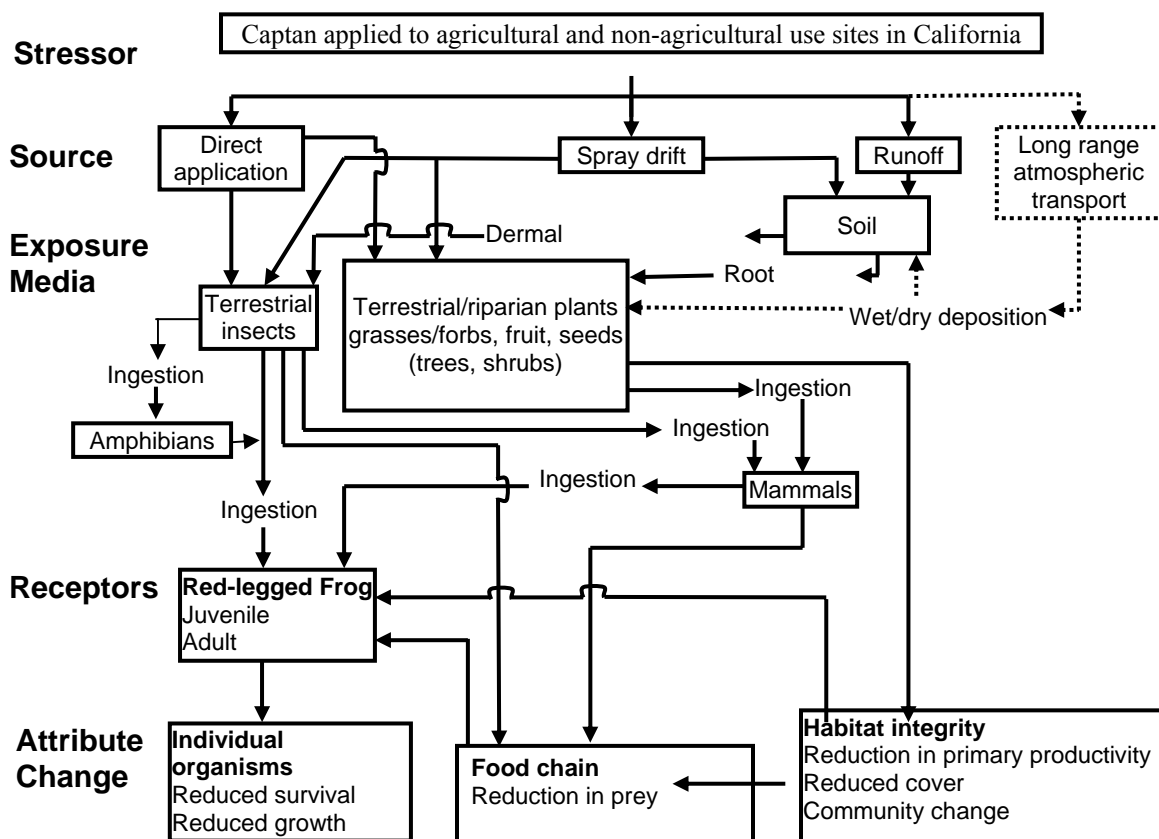 Captan applied to agricultural and non-agricultural use sites in California
Stressor
Source
Direct
application
Spray drift
Runoff
Long range
atmospheric
transport
Exposure
Media
Dermal
Soil
Root
Wet/dry deposition
Terrestrial
insects
Terrestrial/riparian plants
grasses/forbs, fruit, seeds
(trees, shrubs)
Ingestion
Ingestion
Amphibians
Ingestion
Ingestion
Mammals
Ingestion
Receptors
Red-legged Frog
Juvenile
Adult
Attribute
Change
Individual
organisms
Reduced survival
Reduced growth
Food chain
Reduction in prey
Habitat integrity
Reduction in primary productivity
Reduced cover
Community change